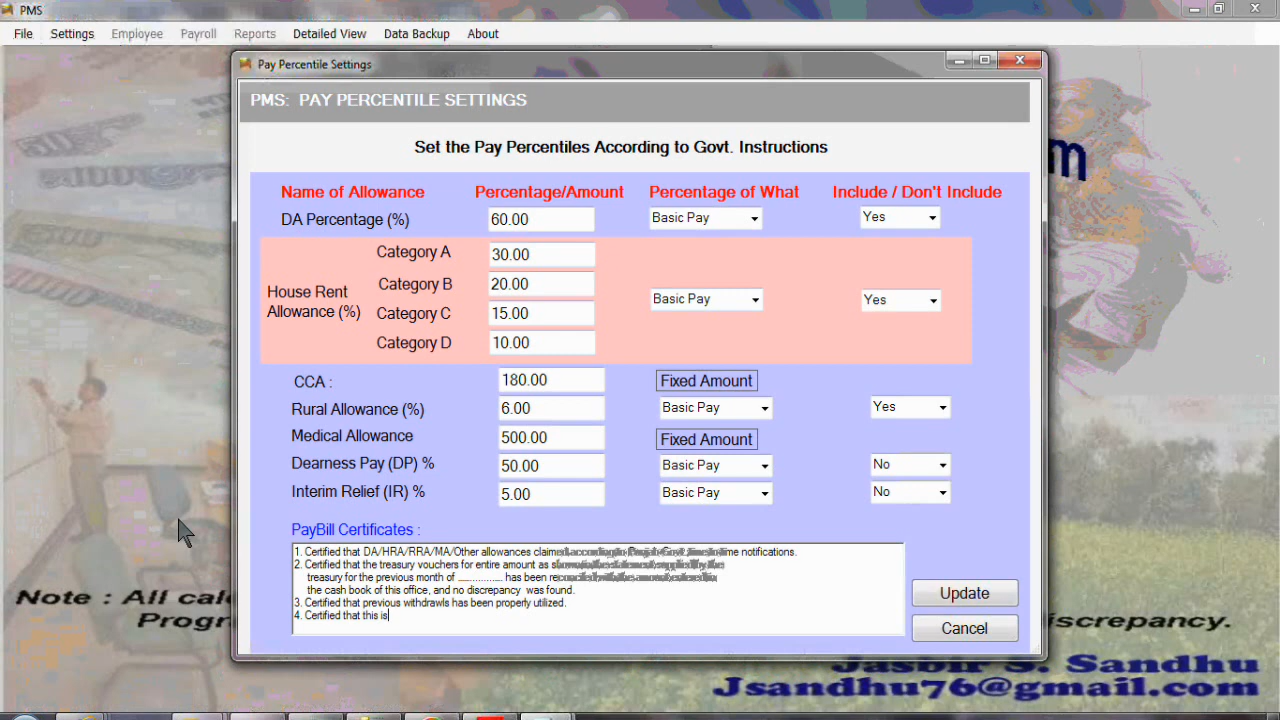 PMS
File Settings Employee Payroll Reports Detailed View Data Backup About
Pay Percentile Settings
PMS: PAY PERCENTILE SETTINGS
Set the Pay Percentiles According to Govt. Instructions
Name of Allowance Percentage/Amount Percentage of What Include / Don't Include
DA Percentage (%) 60.00 Basic Pay Yes
House Rent Allowance (%)
Category A 30.00
Category B 20.00
Basic Pay Yes
Category C 15.00
Category D 10.00
CCA : 180.00 Fixed Amount
Rural Allowance (%) 6.00 Basic Pay Yes
Medical Allowance 500.00 Fixed Amount
Dearness Pay (DP) % 50.00 Basic Pay No
Interim Relief (IR) % 5.00 Basic Pay No
PayBill Certificates :
1. Certified that DA/HRA/RRA/MA/Other allowances notifications.
2. Certified that the treasury vouchers for entire amount as
treasury for the previous month of ............. has been
the cash book of this office, and no discrepancy was found.
3. Certified that previous withdrawls has been properly utilized.
4. Certified that this is
Update
Cancel
Note : All
discrepancy.
Jasbir S. Sandhu
Jsandhu76@gmail.com